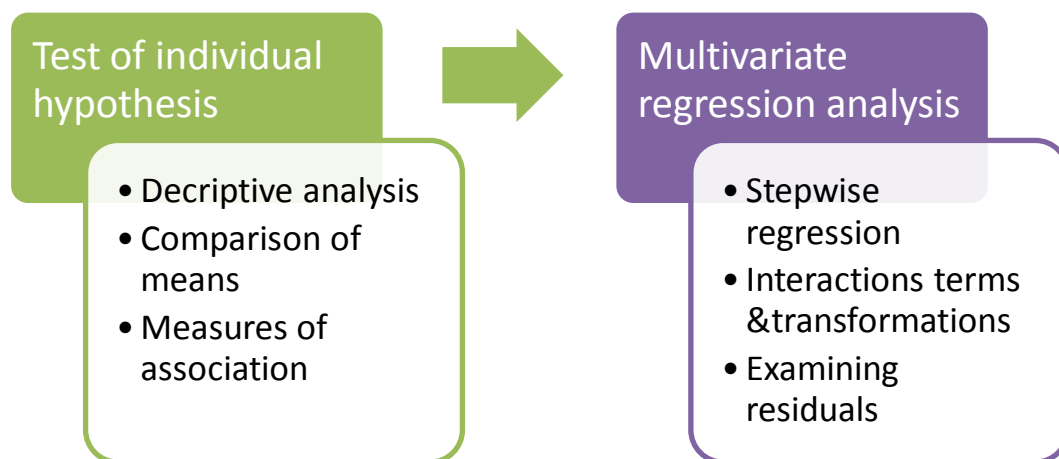 Test of individual
hypothesis
• Decriptive analysis
• Comparison of
means
• Measures of
association
Multivariate
regression analysis
• Stepwise
regression
• Interactions terms
&transformations
• Examining
residuals